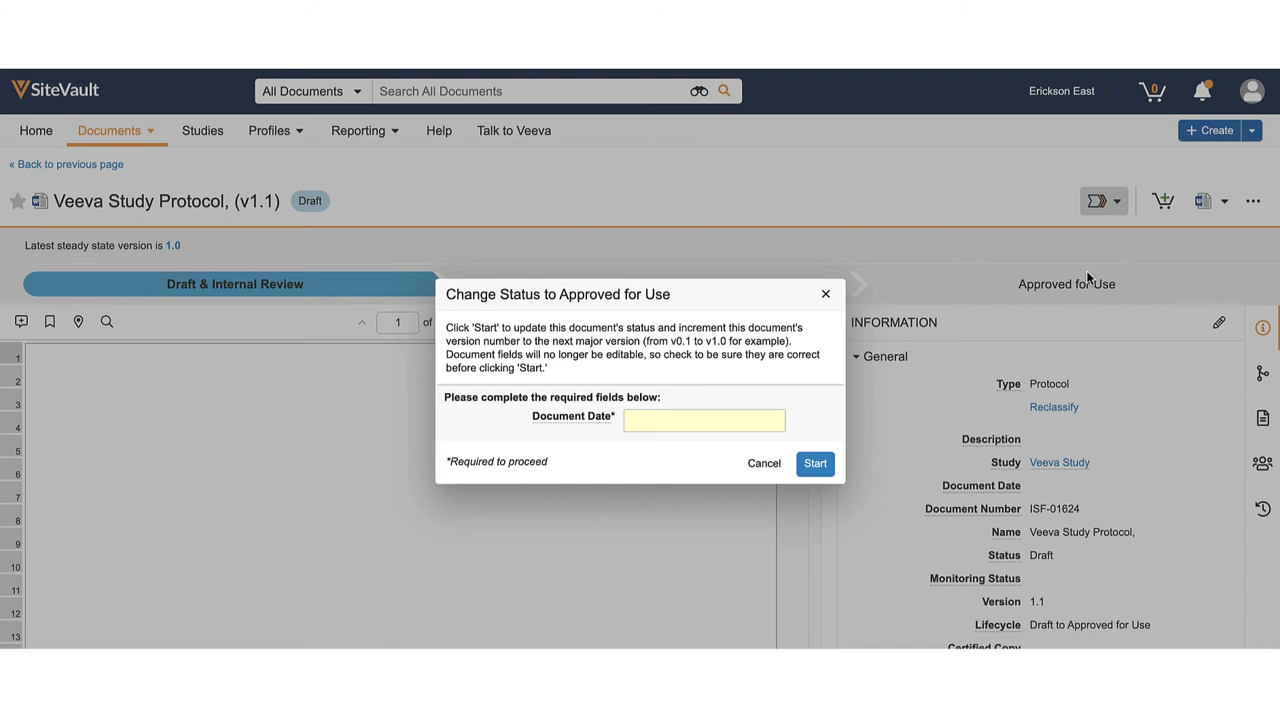 SiteVault
All Documents
Search All Documents
Erickson East
0
Home
Documents
Studies
Profiles
Reporting
Help
Talk to Veeva
+ Create
« Back to previous page
Veeva Study Protocol, (v1.1)
Draft
Latest steady state version is 1.0
Draft & Internal Review
Approved for Use
1 of
Change Status to Approved for Use
Click 'Start' to update this document's status and increment this document's
version number to the next major version (from v0.1 to v1.0 for example).
Document fields will no longer be editable, so check to be sure they are correct
before clicking 'Start.'
Please complete the required fields below:
Document Date*
*Required to proceed
Cancel
Start
INFORMATION
General
Type Protocol
Reclassify
Description
Study Veeva Study
Document Date
Document Number ISF-01624
Name Veeva Study Protocol,
Status Draft
Monitoring Status
Version 1.1
Lifecycle Draft to Approved for Use
Certified Copy
1
2
3
4
5
6
7
8
9
10
11
12
13